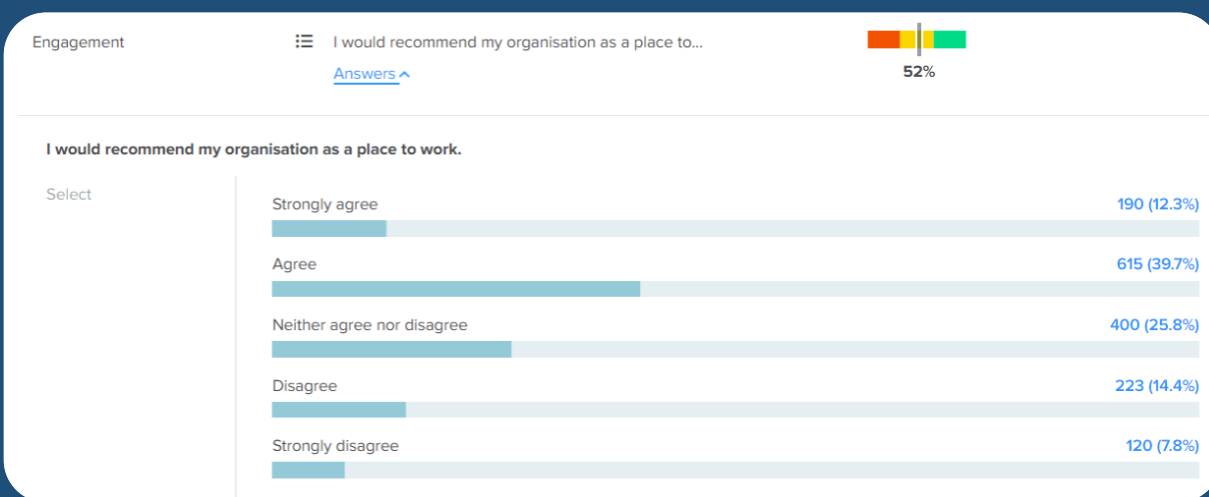 Engagement
I would recommend my organisation as a place to...
Answers
52%
I would recommend my organisation as a place to work.
Select
Strongly agree 190 (12.3%)
Agree 615 (39.7%)
Neither agree nor disagree 400 (25.8%)
Disagree 223 (14.4%)
Strongly disagree 120 (7.8%)